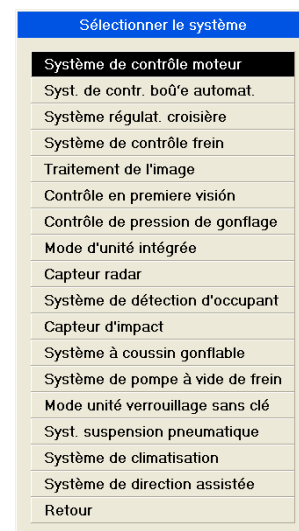 Sélectionner le système
Système de contrôle moteur
Syst. de contr. boû‘e automat.
Système régulat. croisière
Système de contrôle frein
Traitement de l'image
Contrôle en premiere visión
Contrôle de pression de gonflage
Mode d'unité intégrée
Capteur radar
Système de détection d'occupant
Capteur d'impact
Système à coussin gonflable
Système de pompe à vide de frein
Mode unité verrouillage sans clé
Syst. suspension pneumatique
Système de climatisation
Système de direction assistée
Retour